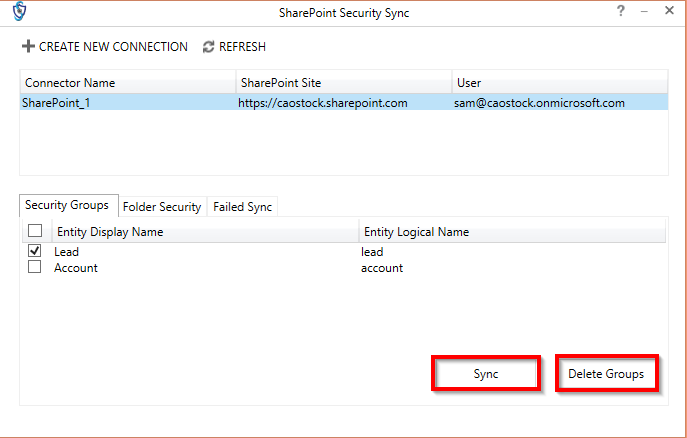 SharePoint Security Sync
? – ×
CREATE NEW CONNECTION REFRESH
Connector Name SharePoint Site User
SharePoint_1 https://caostock.sharepoint.com sam@caostock.onmicrosoft.com
Security Groups Folder Security Failed Sync
Entity Display Name Entity Logical Name
Lead lead
Account account
Sync Delete Groups